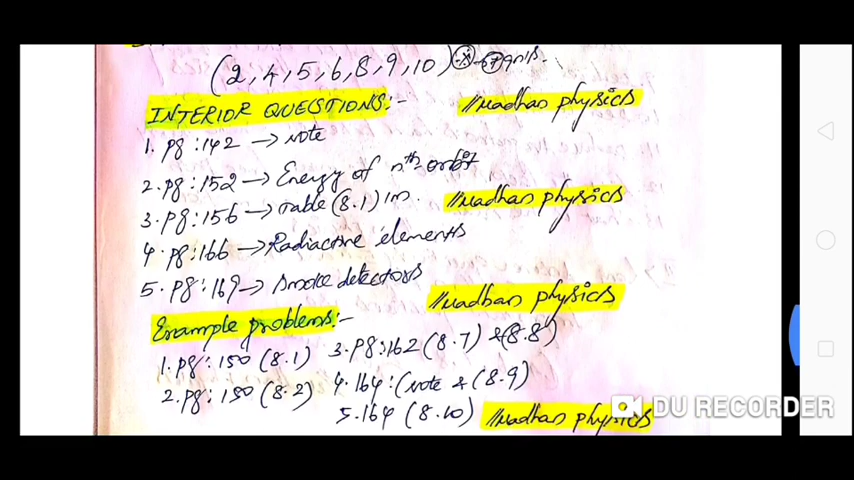 (2, 4, 5, 6, 8, 9, 10)
INTERIOR QUESTIONS:-
//Madhan physics
1. Pg:142 → Note
2. Pg:152 → Energy of nth orbit
3. Pg:156 → Table (8.1) im.
//Madhan physics
4. Pg:166 → Radiactive elements
5. Pg:169 → Smoke detectors
//Madhan physics
Example problems:-
1. Pg:150 (8.1)
3. Pg:162 (8.7) & (8.8)
2. Pg:150 (8.2)
4. 164: (Note & (8.9)
5. 164 (8.10)
//Madhan physics
DU RECORDER